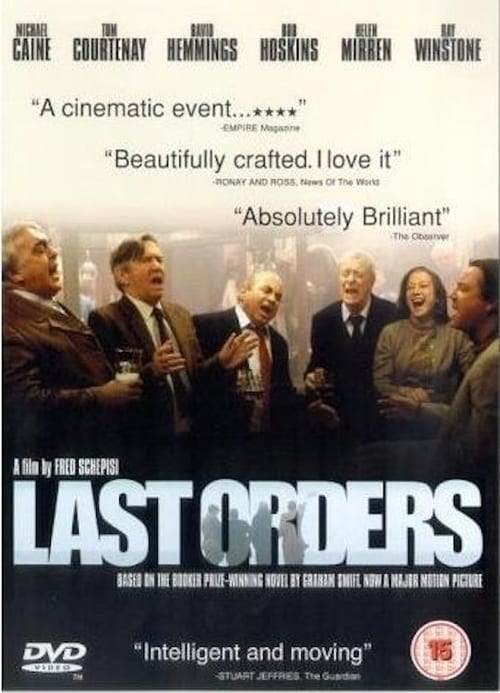 MICHAEL CAINE TOM COURTENAY DAVID HEMMINGS BOB HOSKINS HELEN MIRREN RAY WINSTONE
"A cinematic event...★★★★"
-EMPIRE Magazine
"Beautifully crafted. I love it"
-RONAY AND ROSS, News Of The World
"Absolutely Brilliant"
-The Observer
A film by FRED SCHEPISI
LAST ORDERS
BASED ON THE BOOKER PRIZE-WINNING NOVEL BY GRAHAM SWIFT. NOW A MAJOR MOTION PICTURE
DVD
VIDEO
TM
"Intelligent and moving"
-STUART JEFFRIES. The Guardian
15